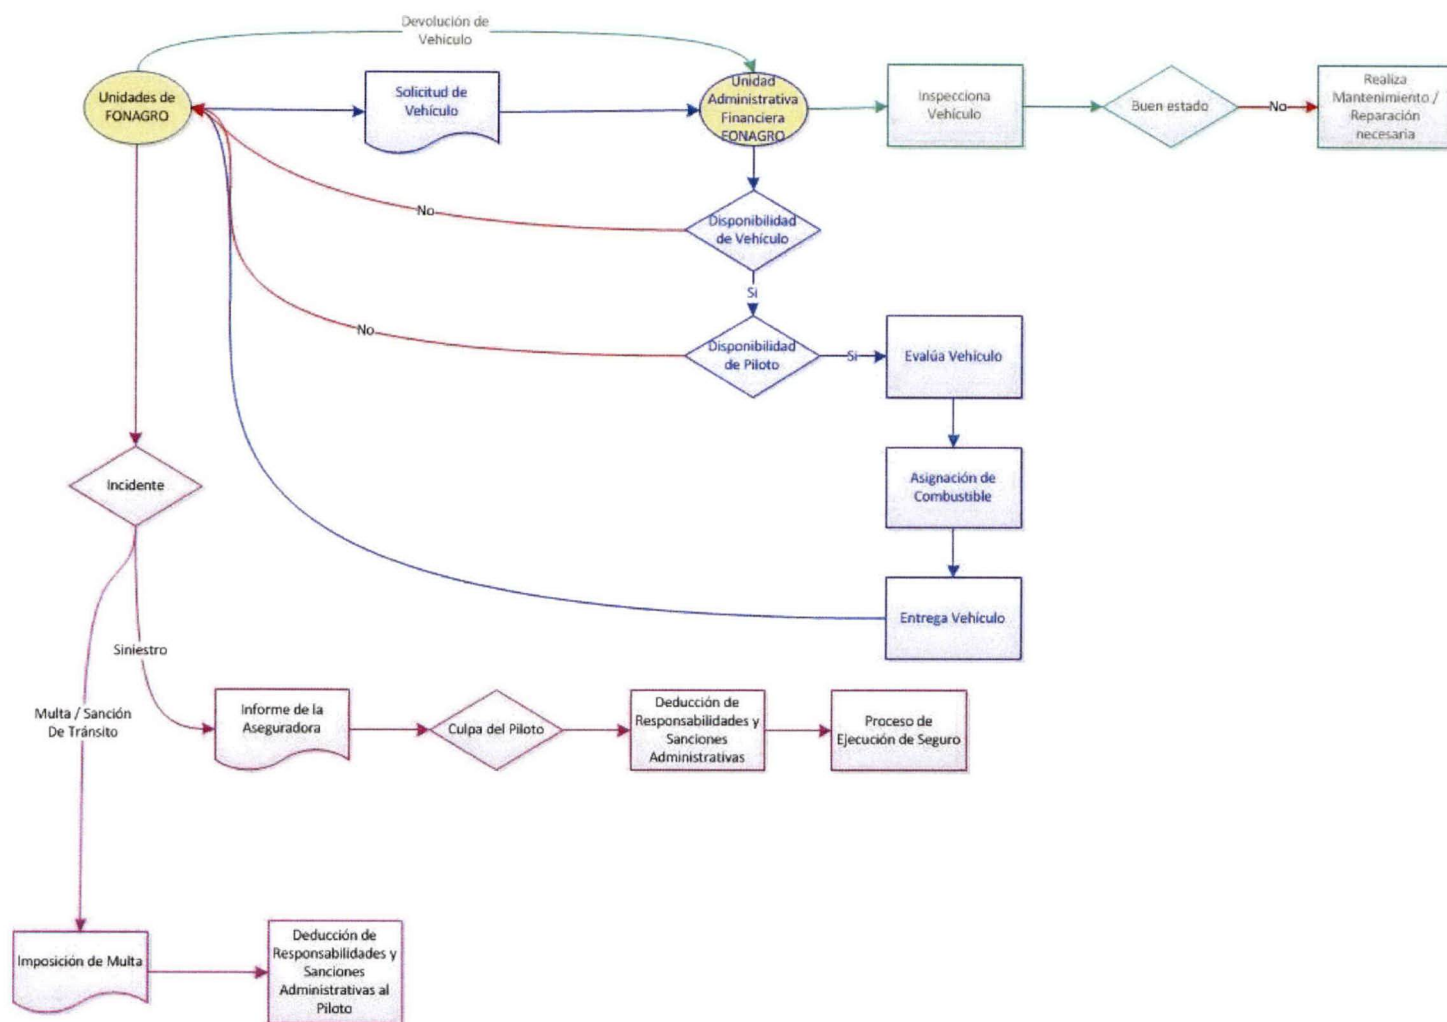 Devolución de
Vehículo
Unidades de
FONAGRO
Solicitud de
Vehículo
Unidad
Administrativa
Financiera
FONAGRO
Inspecciona
Vehículo
Buen estado
No
Realiza
Mantenimiento /
Reparación
necesaria
No
Disponibilidad
de Vehículo
Si
No
Disponibilidad
de Piloto
Si
Evalúa Vehículo
Incidente
Asignación de
Combustible
Entrega Vehículo
Siniestro
Multa / Sanción
De Tránsito
Informe de la
Aseguradora
Culpa del Piloto
Deducción de
Responsabilidades y
Sanciones
Administrativas
Proceso de
Ejecución de Seguro
Imposición de Multa
Deducción de
Responsabilidades y
Sanciones
Administrativas al
Piloto